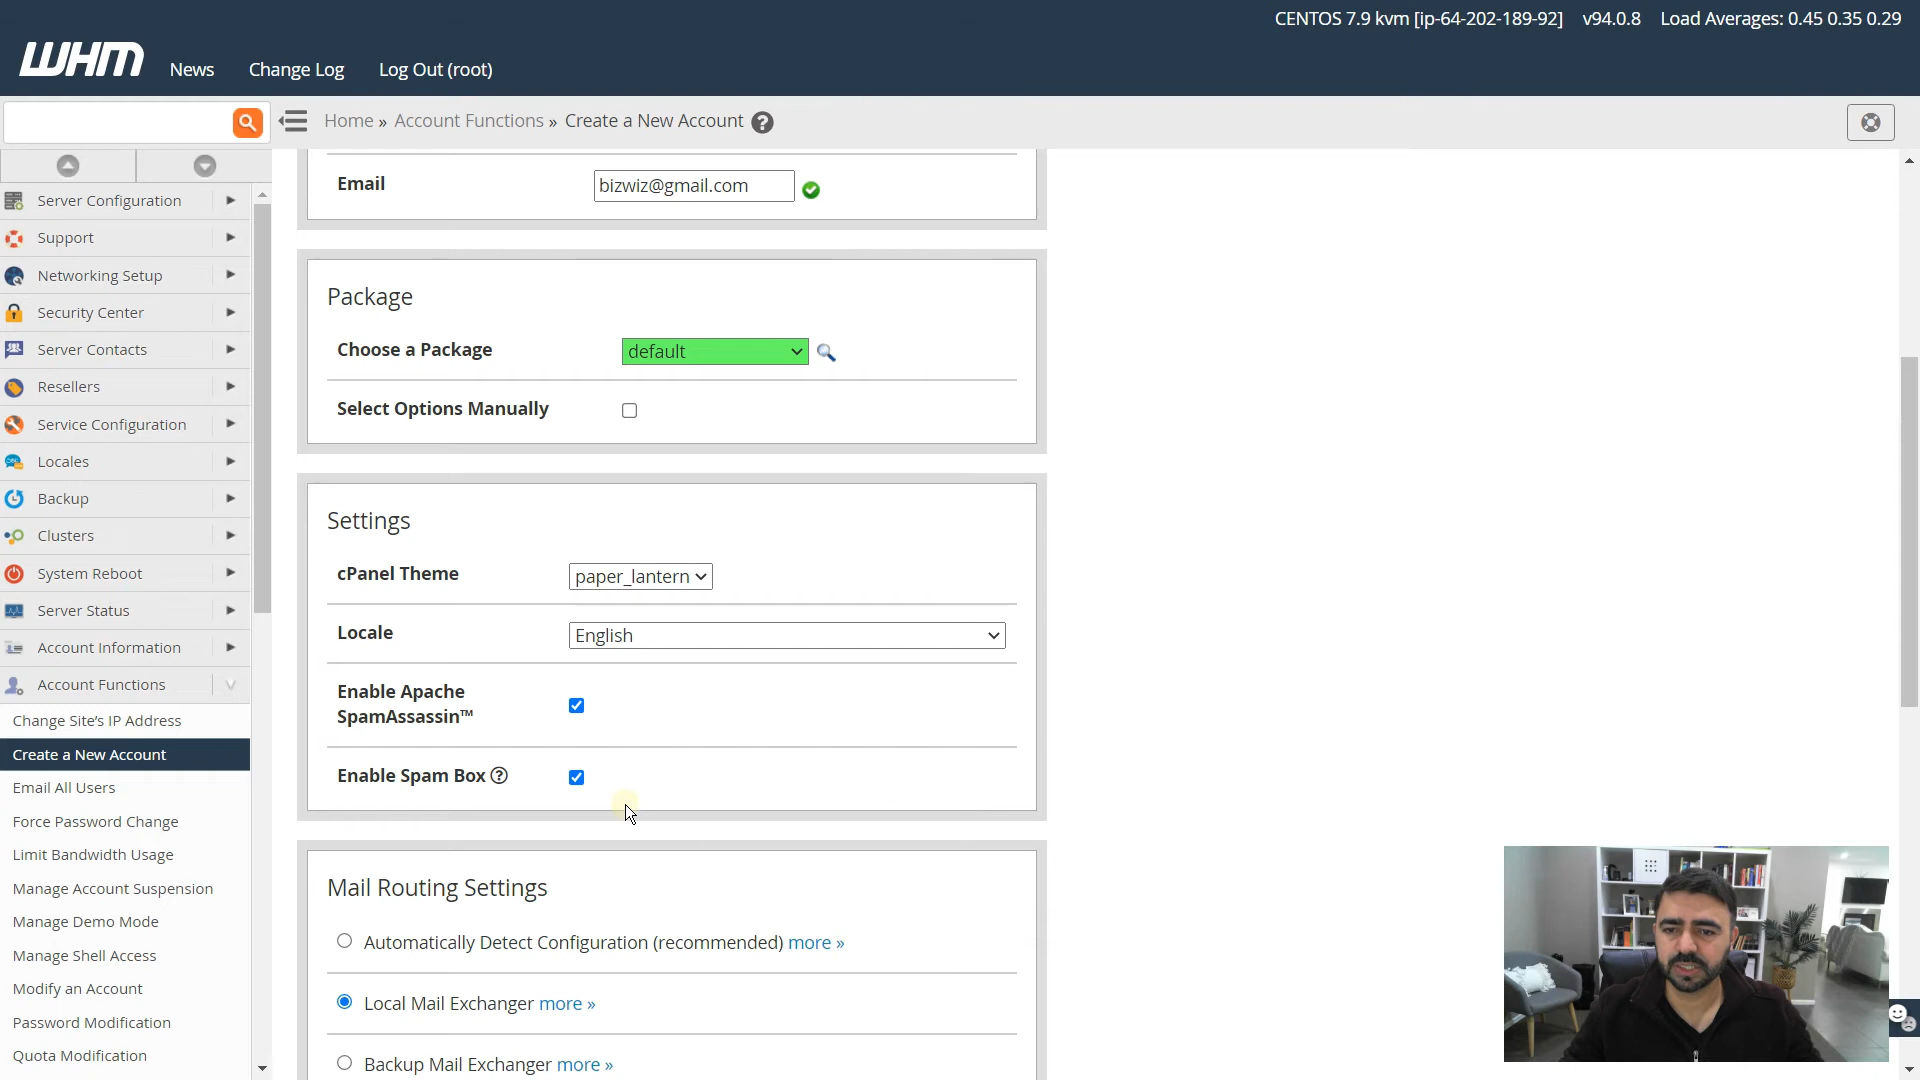 CENTOS 7.9 kvm [ip-64-202-189-92] v94.0.8 Load Averages: 0.45 0.35 0.29
WHM News Change Log Log Out (root)
Home » Account Functions » Create a New Account ?
Email bizwiz@gmail.com
Server Configuration
Support
Networking Setup
Security Center
Server Contacts
Resellers
Service Configuration
Locales
Backup
Clusters
System Reboot
Server Status
Account Information
Account Functions
Change Site's IP Address
Create a New Account
Email All Users
Force Password Change
Limit Bandwidth Usage
Manage Account Suspension
Manage Demo Mode
Manage Shell Access
Modify an Account
Password Modification
Quota Modification
Package
Choose a Package default
Select Options Manually
Settings
cPanel Theme paper_lantern
Locale English
Enable Apache
SpamAssassin™
Enable Spam Box ?
Mail Routing Settings
Automatically Detect Configuration (recommended) more »
Local Mail Exchanger more »
Backup Mail Exchanger more »